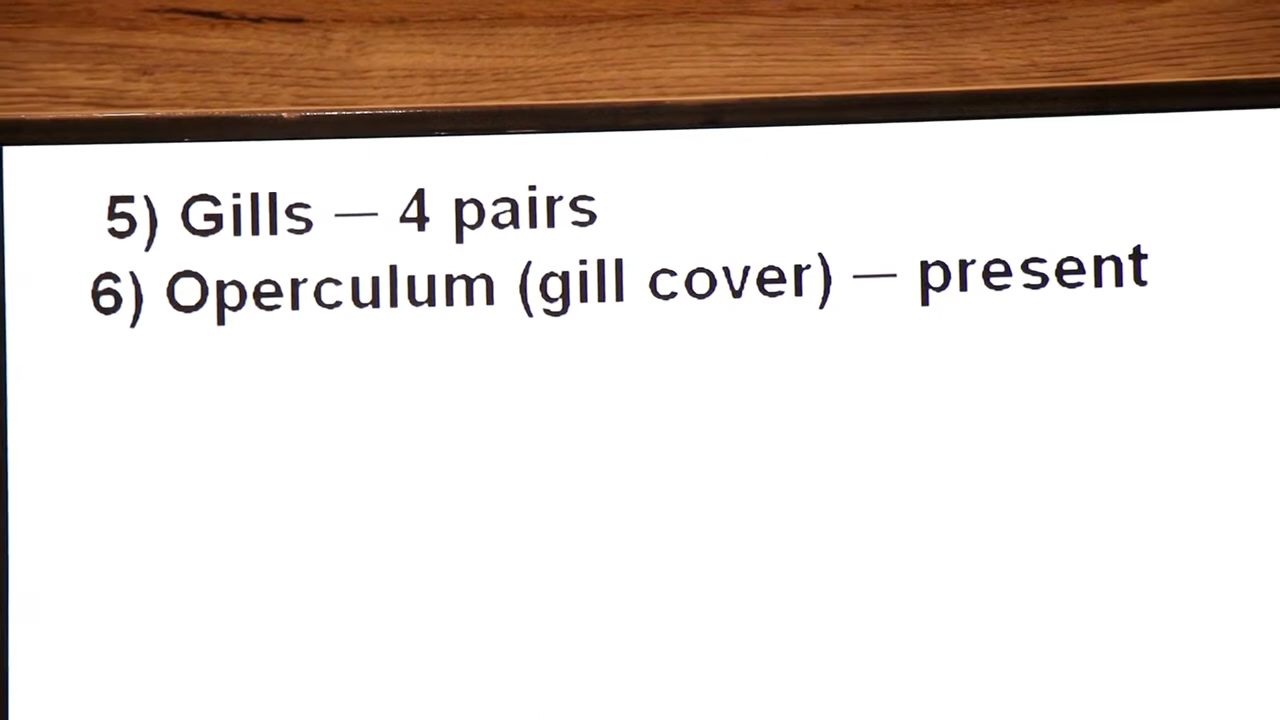 5) Gills – 4 pairs
6) Operculum (gill cover) – present